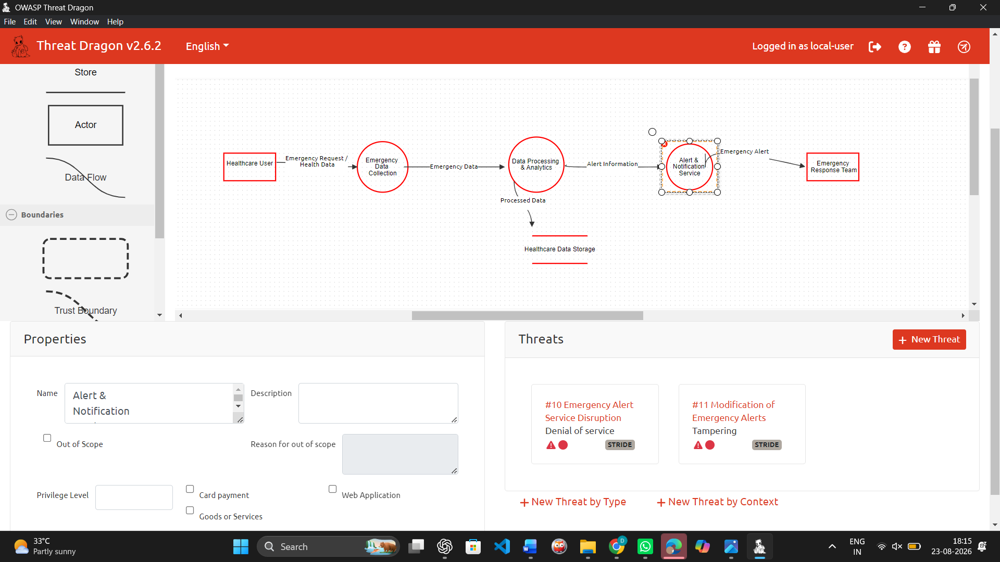 OWASP Threat Dragon
File Edit View Window Help
Threat Dragon v2.6.2
English
Logged in as local-user
Store
Actor
Data Flow
Boundaries
Trust Boundary
Healthcare User
Emergency Request /
Health Data
Emergency
Data
Collection
Emergency Data
Data Processing
& Analytics
Alert Information
Alert &
Notification
Service
Emergency Alert
Emergency
Response Team
Processed Data
Healthcare Data Storage
Properties
Threats
+ New Threat
Name
Alert &
Notification
Description
Out of Scope
Reason for out of scope
Privilege Level
Card payment
Web Application
Goods or Services
#10 Emergency Alert
Service Disruption
Denial of service
STRIDE
#11 Modification of
Emergency Alerts
Tampering
STRIDE
+ New Threat by Type
+ New Threat by Context
33°C
Partly sunny
Search
D
ENG
IN
18:15
23-08-2026